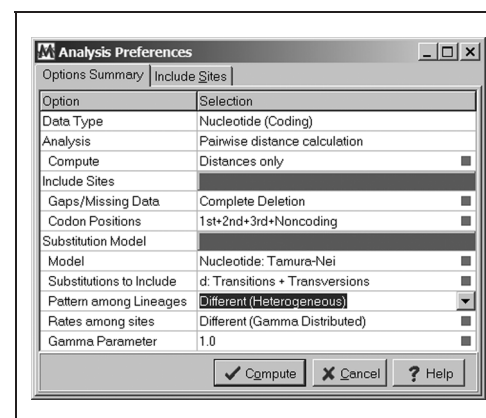 Analysis Preferences
Options Summary Include Sites
Option Selection
Data Type Nucleotide (Coding)
Analysis Pairwise distance calculation
Compute Distances only
Include Sites
Gaps/Missing Data Complete Deletion
Codon Positions 1st+2nd+3rd+Noncoding
Substitution Model
Model Nucleotide: Tamura-Nei
Substitutions to Include d: Transitions + Transversions
Pattern among Lineages Different (Heterogeneous)
Rates among sites Different (Gamma Distributed)
Gamma Parameter 1.0
Compute Cancel ? Help